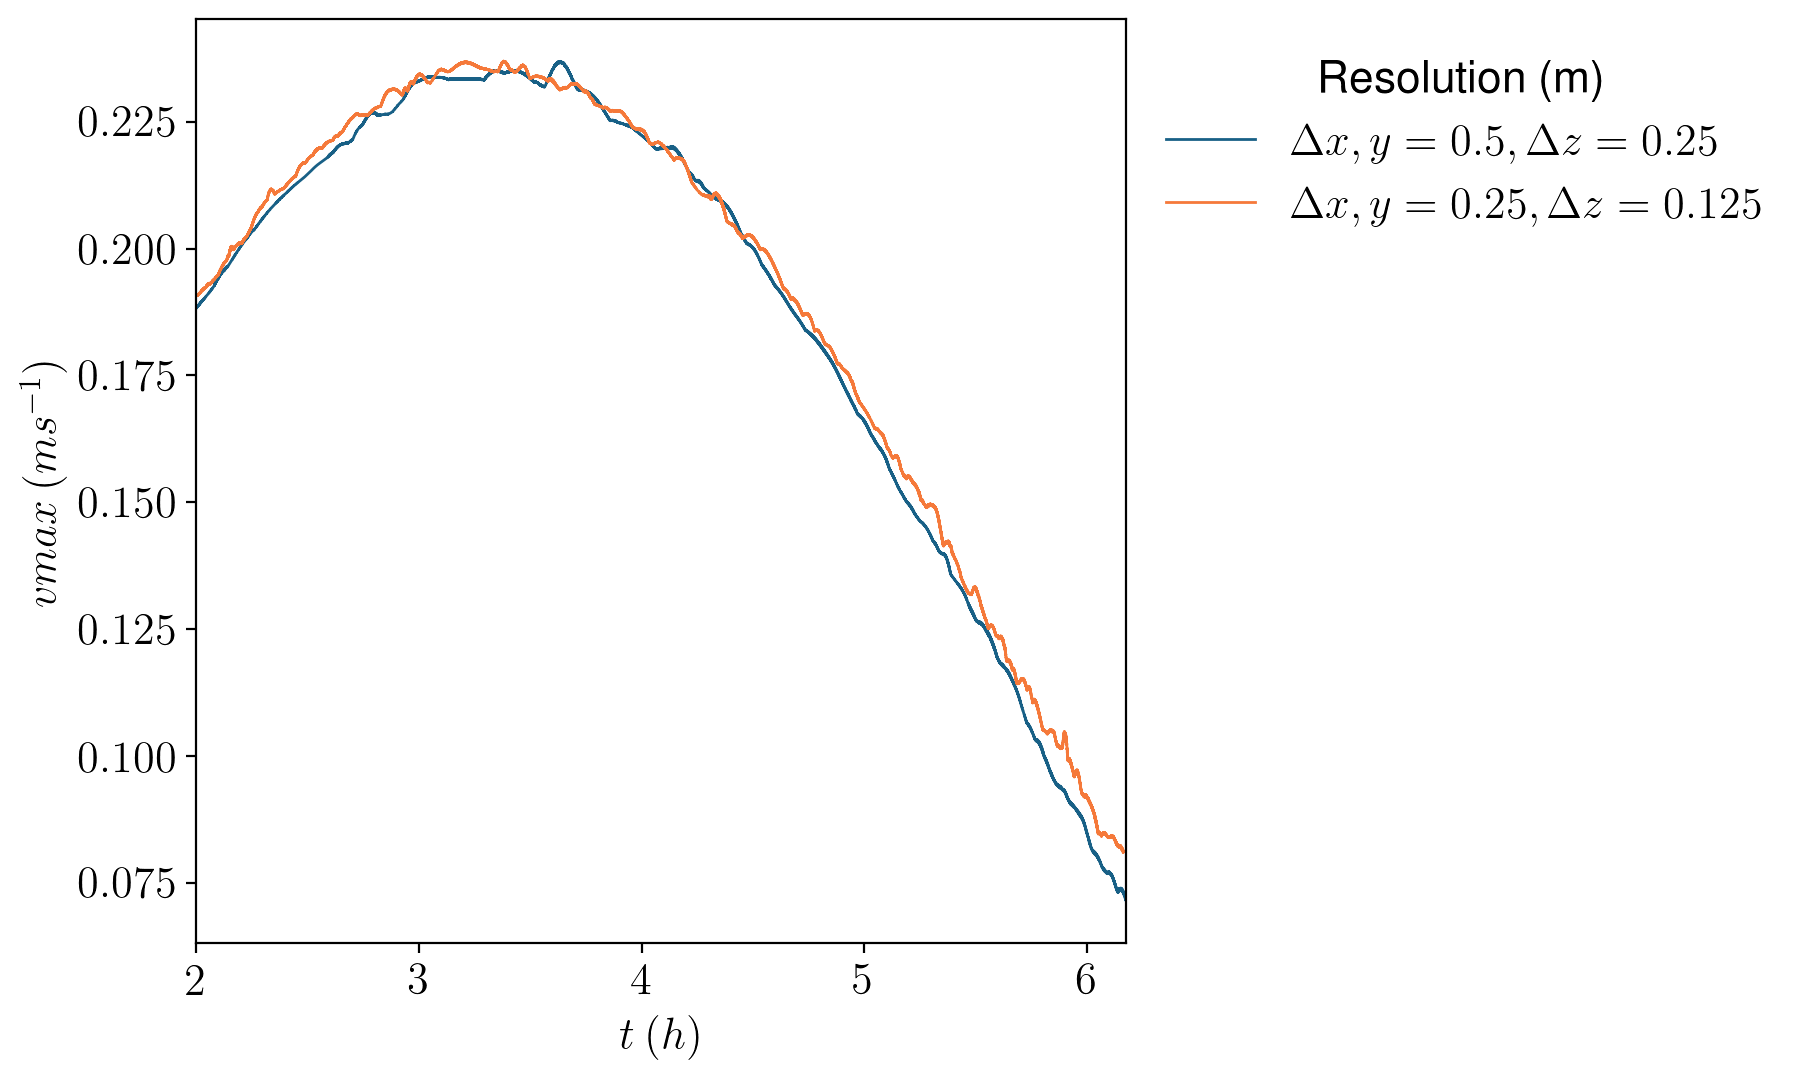 0.225
0.200
0.175
0.150
0.125
0.100
0.075
vmax (ms⁻¹)
2 3 4 5 6
t (h)
Resolution (m)
Δx, y = 0.5, Δz = 0.25
Δx, y = 0.25, Δz = 0.125